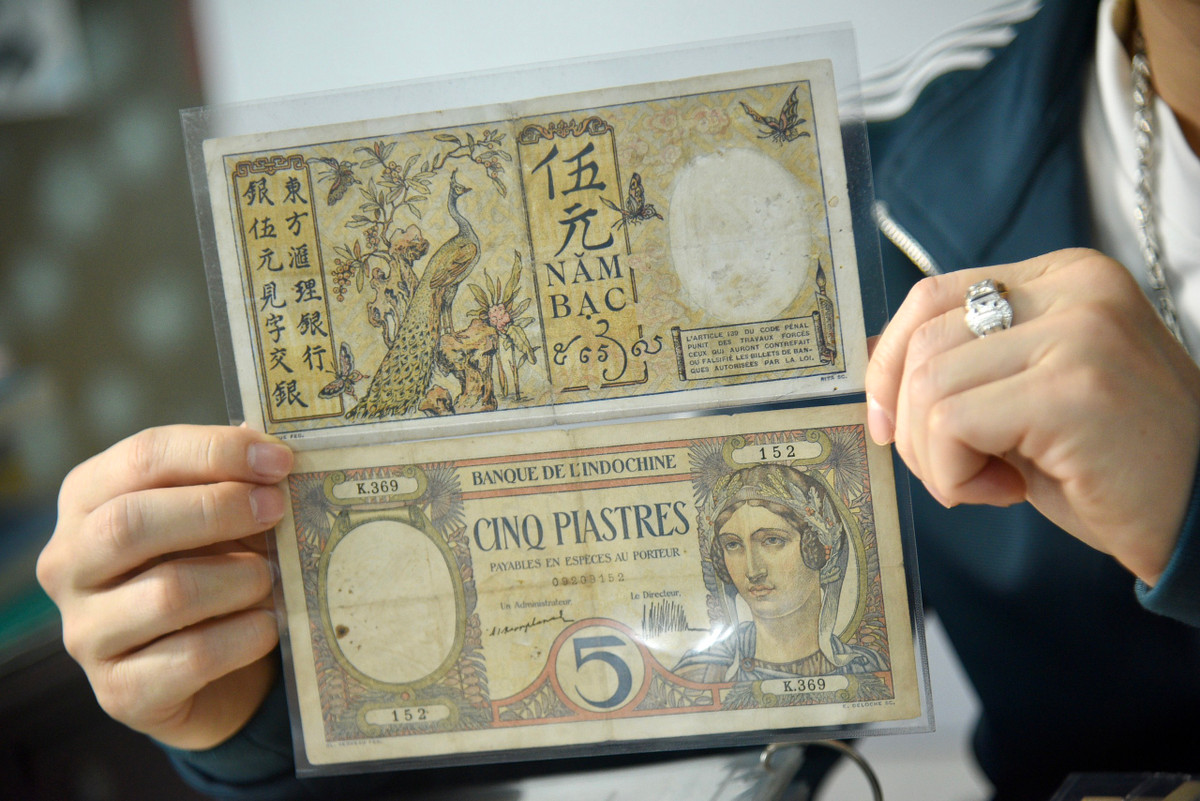 東方滙理銀行
銀伍元見字交銀
伍元
NĂM
BẠC
L'ARTICLE 139 DU CODE PÉNAL
PUNIT DES TRAVAUX FORCÉS
CEUX QUI AURONT CONTREFAIT
OU FALSIFIÉ LES BILLETS DE BAN-
QUES AUTORISÉES PAR LA LOI.
FEC.
K.369
BANQUE DE L'INDOCHINE
152
CINQ PIASTRES
PAYABLES EN ESPÈCES AU PORTEUR
Un Administrateur
Le Directeur,
5
152
K.369
DELOCHE SC.